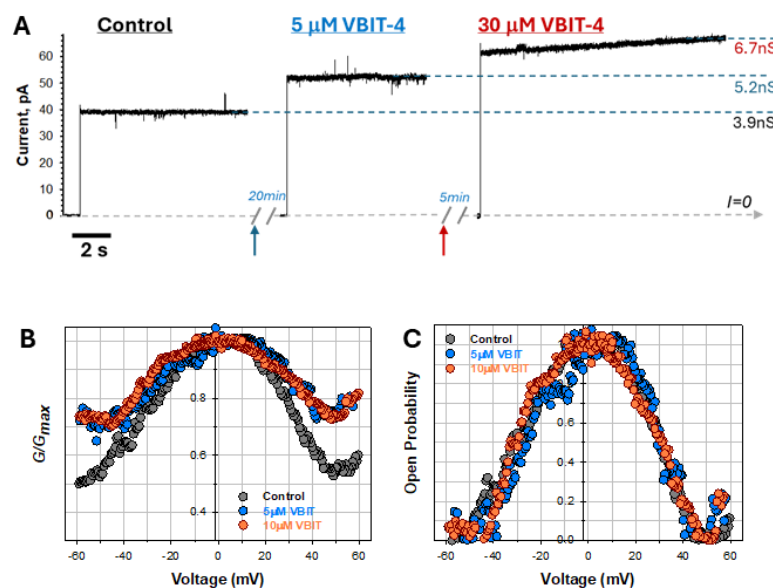 A
Control
5 µM VBIT-4
30 µM VBIT-4
Current, pA
60
50
40
30
20
10
0
6.7nS
5.2nS
3.9nS
20min
5min
I=0
2 s
B
G/Gmax
0.8
0.6
0.4
Control
5µM VBIT
10µM VBIT
-60 -40 -20 0 20 40 60
Voltage (mV)
C
Control
5µM VBIT
10µM VBIT
Open Probability
0.8
0.6
0.4
0.2
0.0
-60 -40 -20 0 20 40 60
Voltage (mV)